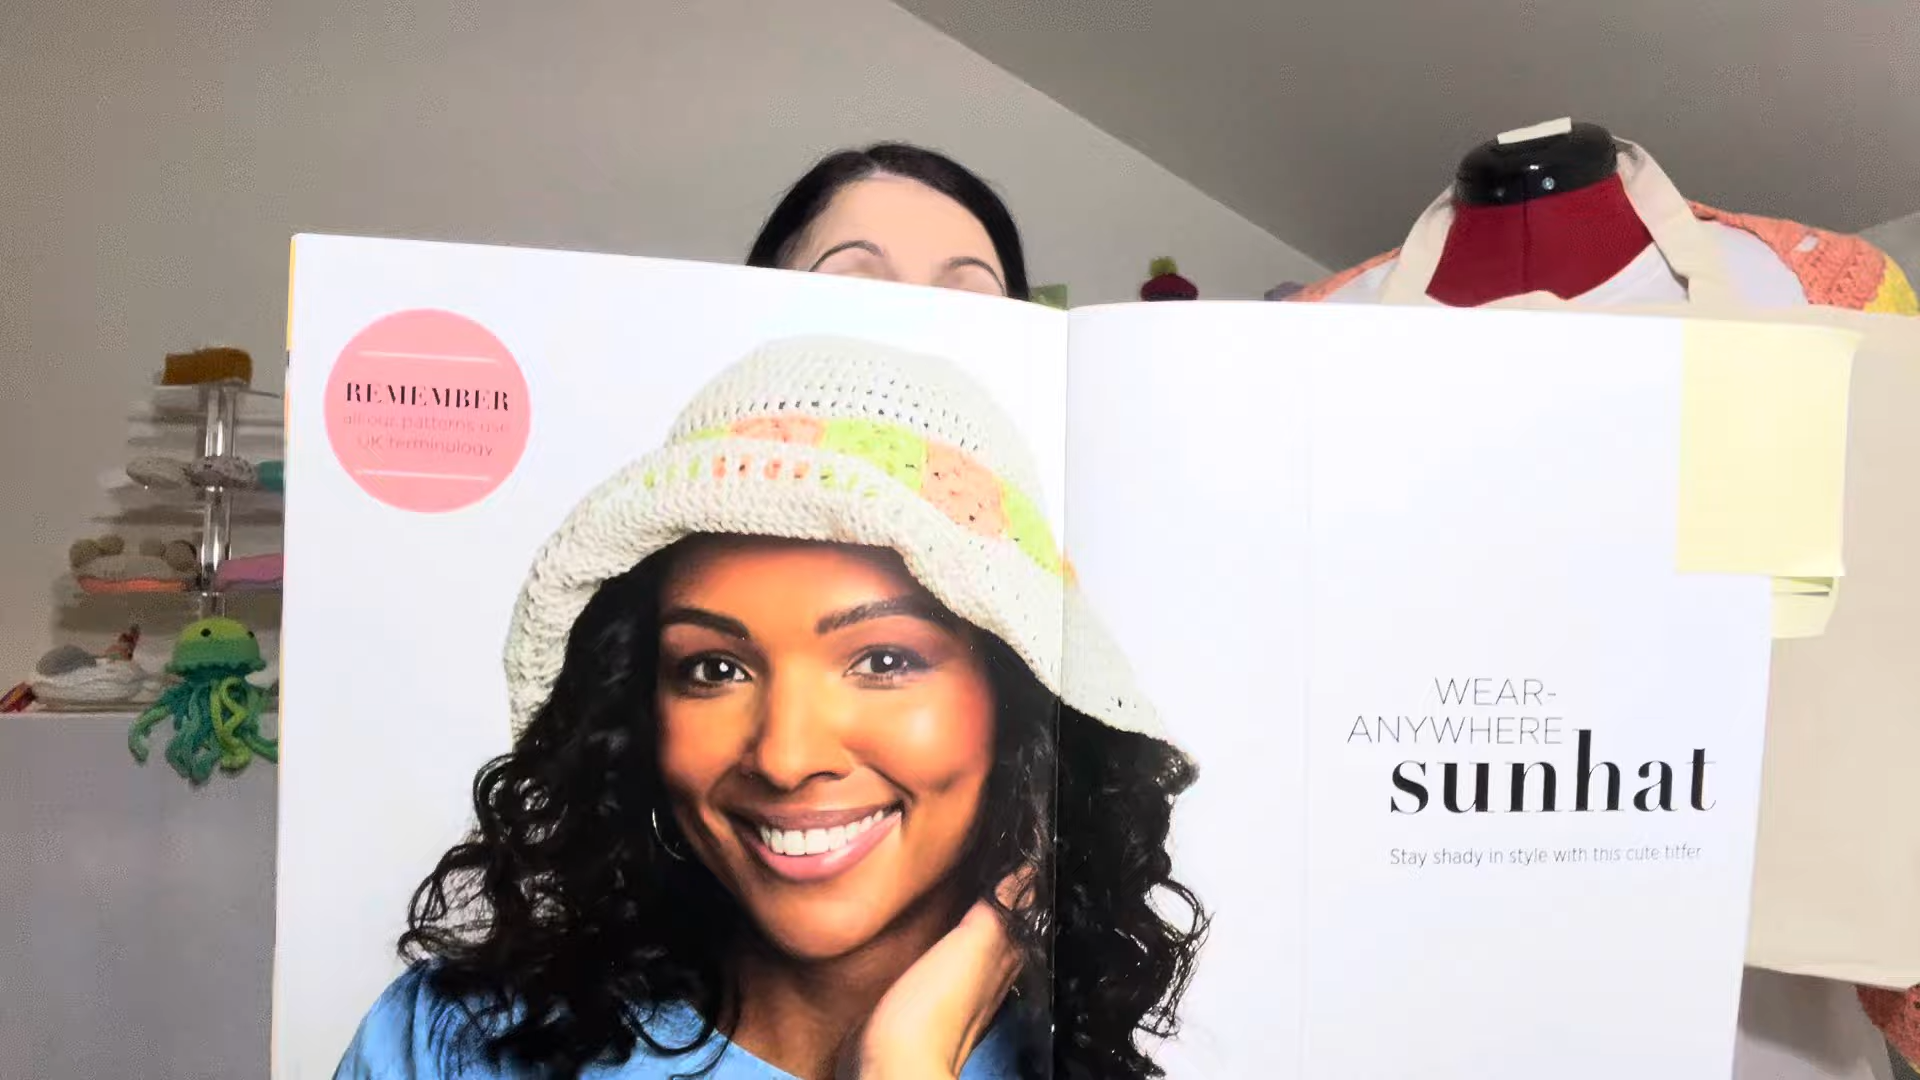 REMEMBER
all our patterns use
UK terminology
WEAR-
ANYWHERE
sunhat
Stay shady in style with this cute titfer